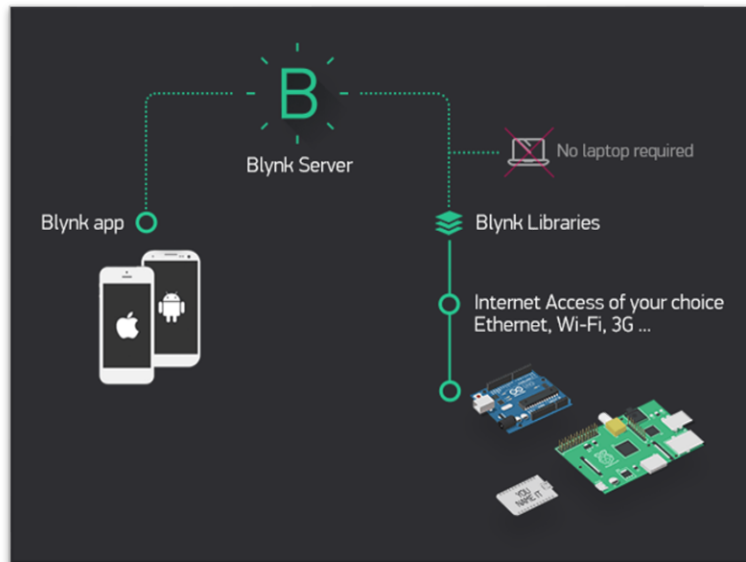 B
Blynk Server
No laptop required
Blynk app
Blynk Libraries
Internet Access of your choice
Ethernet, Wi-Fi, 3G ...
YOU
NAME IT